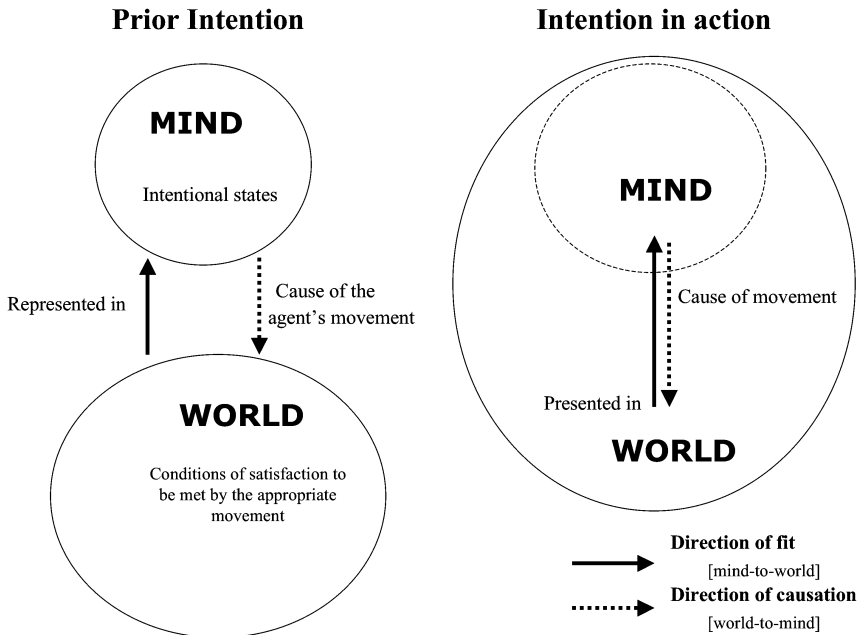 Prior Intention
MIND
Intentional states
Represented in
Cause of the
agent's movement
WORLD
Conditions of satisfaction to
be met by the appropriate
movement
Intention in action
MIND
Cause of movement
Presented in
WORLD
Direction of fit
[mind-to-world]
Direction of causation
[world-to-mind]